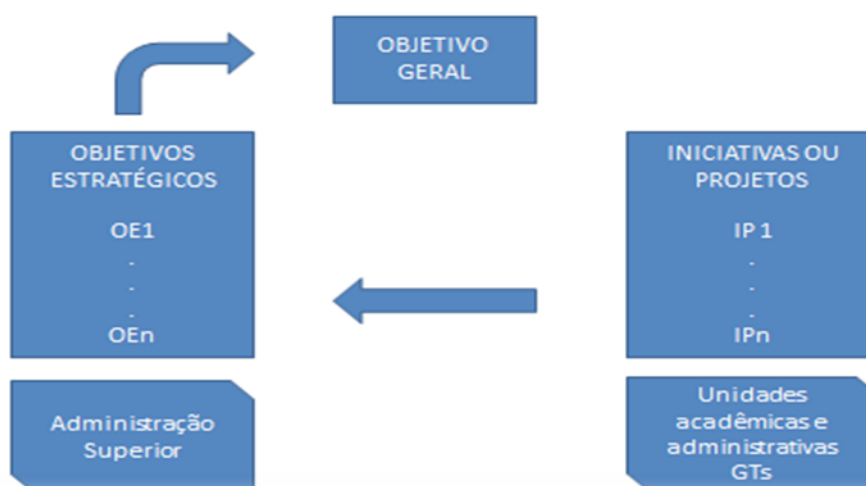 OBJETIVO
GERAL
OBJETIVOS
ESTRATÉGICOS
OE1
.
.
.
OEn
INICIATIVAS OU
PROJETOS
IP 1
.
.
.
IPn
Administração
Superior
Unidades
acadêmicas e
administrativas
GTs